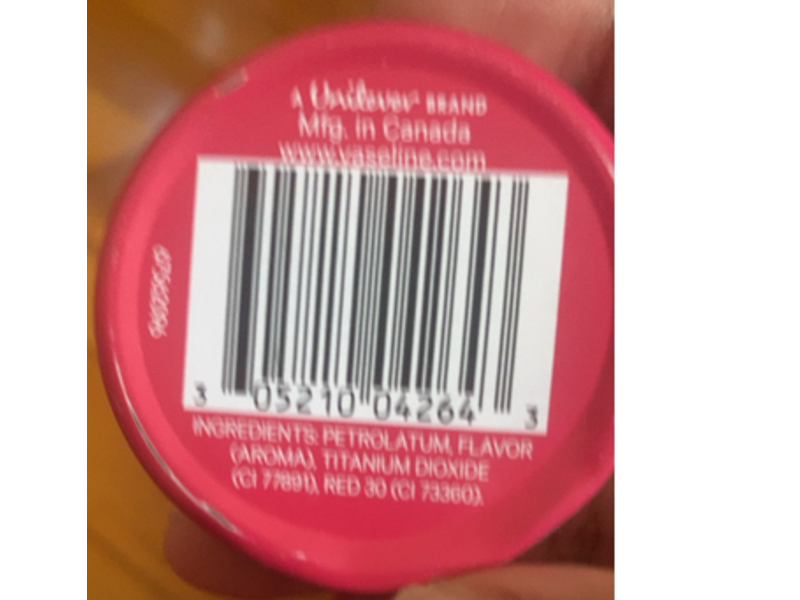 A Unilever BRAND
Mfg. in Canada
www.vaseline.com
3 05210 04264 3
INGREDIENTS: PETROLATUM, FLAVOR
(AROMA), TITANIUM DIOXIDE
(CI 77891), RED 30 (CI 73360).